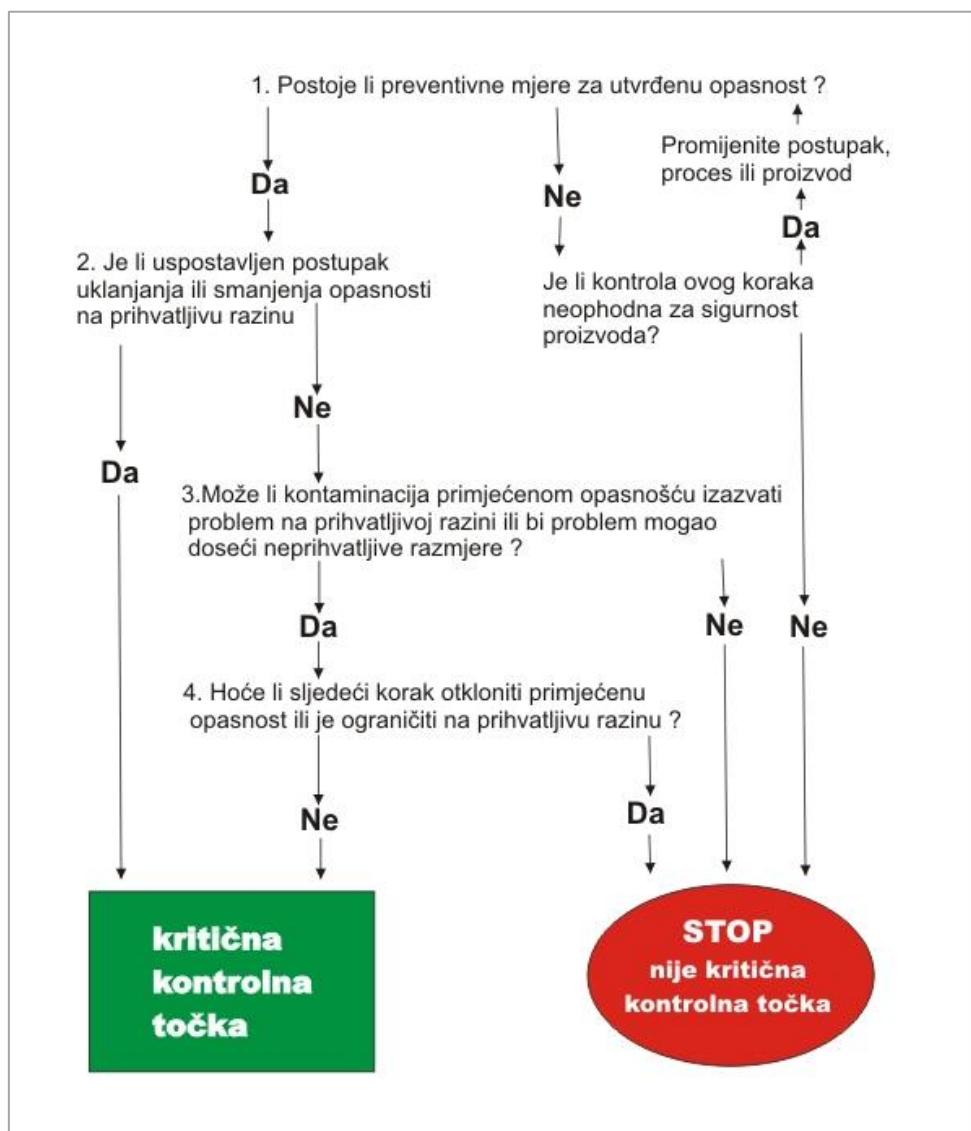 1. Postoje li preventivne mjere za utvrđenu opasnost ?
Promijenite postupak,
proces ili proizvod
Da
Ne
Da
2. Je li uspostavljen postupak
uklanjanja ili smanjenja opasnosti
na prihvatljivu razinu
Je li kontrola ovog koraka
neophodna za sigurnost
proizvoda?
Ne
Da
3.Može li kontaminacija primjećenom opasnošću izazvati
problem na prihvatljivoj razini ili bi problem mogao
doseći neprihvatljive razmjere ?
Da
Ne
Ne
4. Hoće li sljedeći korak otkloniti primjećenu
opasnost ili je ograničiti na prihvatljivu razinu ?
Ne
Da
kritična
kontrolna
točka
STOP
nije kritična
kontrolna točka